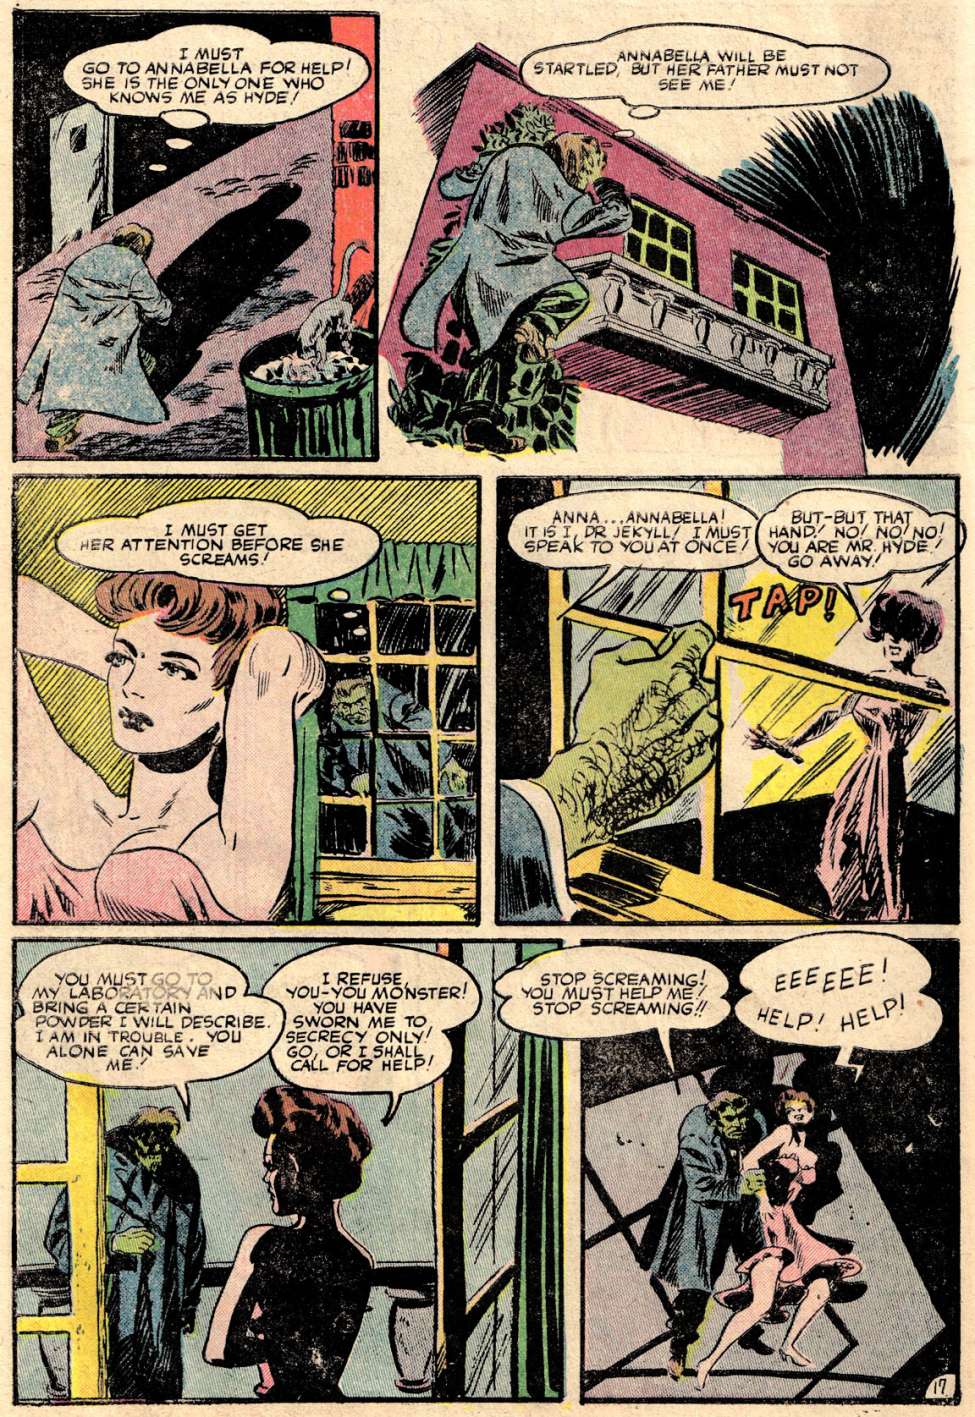 I MUST
GO TO ANNABELLA FOR HELP!
SHE IS THE ONLY ONE WHO
KNOWS ME AS HYDE!
ANNABELLA WILL BE
STARTLED, BUT HER FATHER MUST NOT
SEE ME!
I MUST GET
HER ATTENTION BEFORE SHE
SCREAMS!
ANNA...ANNABELLA!
IT IS I, DR JEKYLL! I MUST
SPEAK TO YOU AT ONCE!
BUT-BUT THAT
HAND! NO! NO! NO!
YOU ARE MR. HYDE!
GO AWAY!
TAP!
YOU MUST GO TO
MY LABORATORY AND
BRING A CERTAIN
POWDER I WILL DESCRIBE.
I AM IN TROUBLE. YOU
ALONE CAN SAVE
ME!
I REFUSE,
YOU-YOU MONSTER!
YOU HAVE
SWORN ME TO
SECRECY ONLY!
GO, OR I SHALL
CALL FOR HELP!
STOP SCREAMING!
YOU MUST HELP ME!
STOP SCREAMING!!
EEEEEE!
HELP! HELP!
17